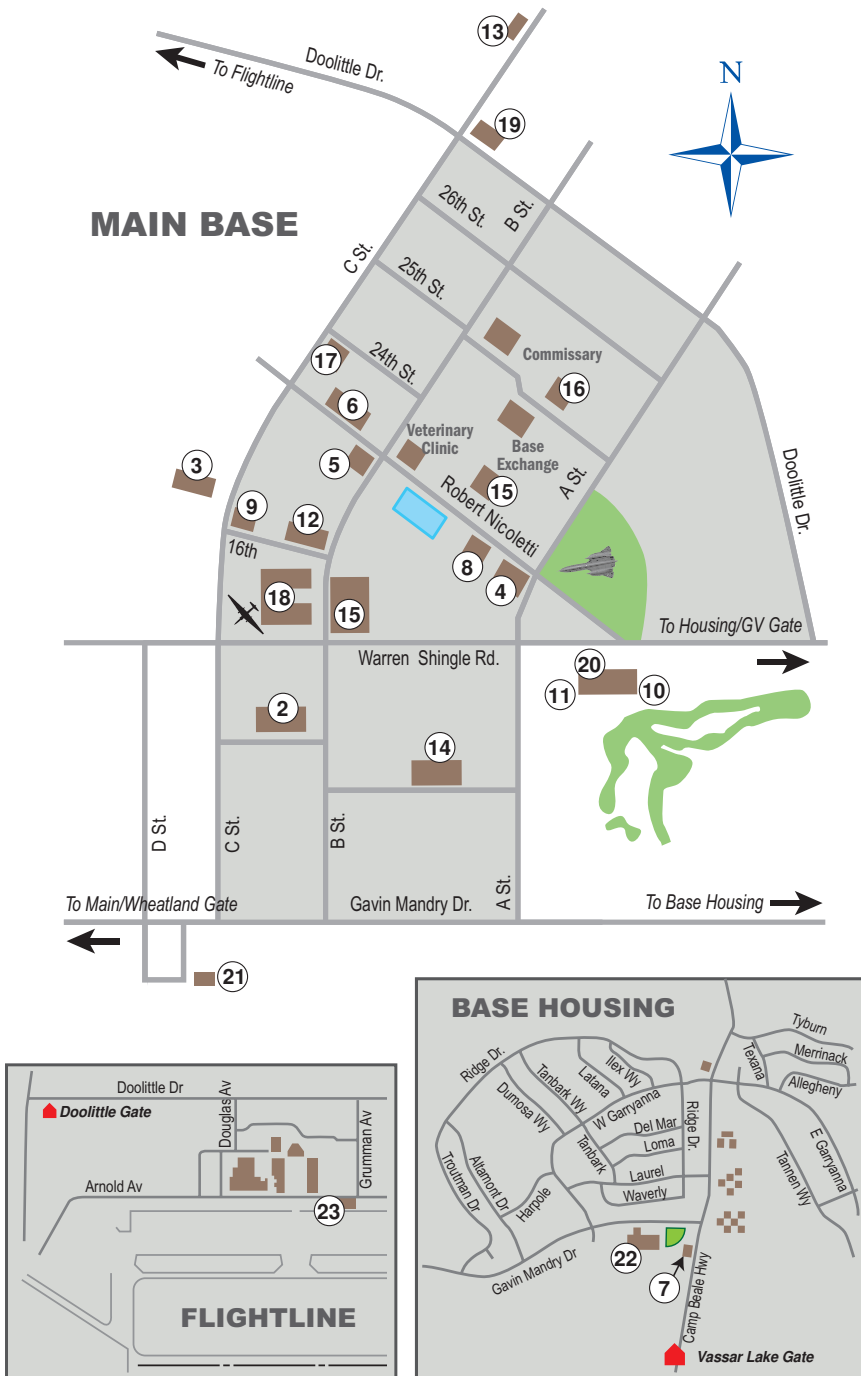 13
Doolittle Dr.
To Flightline
N
19
MAIN BASE
26th St.
B St.
C St.
25th St.
24th St.
17
Commissary
16
6
Veterinary
Clinic
Base
Exchange
5
3
15
A St.
Doolittle Dr.
Robert Nicoletti
9
12
16th
8
4
18
15
To Housing/GV Gate
Warren Shingle Rd.
20
11
10
2
14
D St.
C St.
B St.
A St.
To Main/Wheatland Gate
Gavin Mandry Dr.
To Base Housing
21
BASE HOUSING
Tyburn
Merrinack
Texana
Allegheny
Ridge Dr.
Ilex Wy
Latana
Tanbark Wy
Dumosa Wy
W Garryanna
Ridge Dr.
Del Mar
Loma
Tanbark
E Garryanna
Tannen Wy
Laurel
Waverly
Altamont Dr
Troutman Dr
Harpole
Gavin Mandry Dr
22
7
Camp Beale Hwy
Vassar Lake Gate
Doolittle Dr
Doolittle Gate
Douglas Av
Grumman Av
Arnold Av
23
FLIGHTLINE